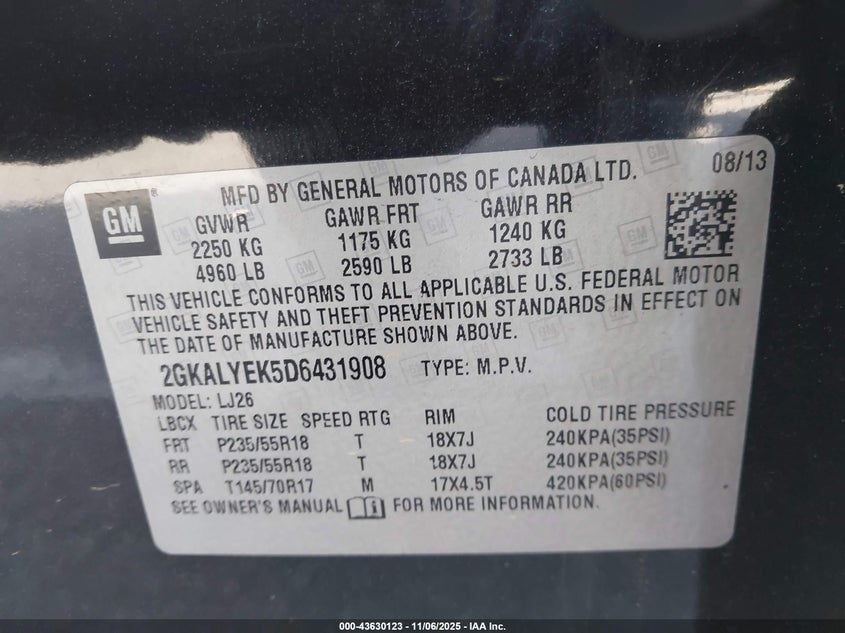 08/13
MFD BY GENERAL MOTORS OF CANADA LTD.
GM
GVWR GAWR FRT GAWR RR
2250 KG 1175 KG 1240 KG
4960 LB 2590 LB 2733 LB
THIS VEHICLE CONFORMS TO ALL APPLICABLE U.S. FEDERAL MOTOR
VEHICLE SAFETY AND THEFT PREVENTION STANDARDS IN EFFECT ON
THE DATE OF MANUFACTURE SHOWN ABOVE.
2GKALYEK5D6431908 TYPE: M.P.V.
MODEL: LJ26
LBCX TIRE SIZE SPEED RTG RIM COLD TIRE PRESSURE
FRT P235/55R18 T 18X7J 240KPA(35PSI)
RR P235/55R18 T 18X7J 240KPA(35PSI)
SPA T145/70R17 M 17X4.5T 420KPA(60PSI)
SEE OWNER'S MANUAL FOR MORE INFORMATION.
000-43630123 - 11/06/2025 - IAA Inc.